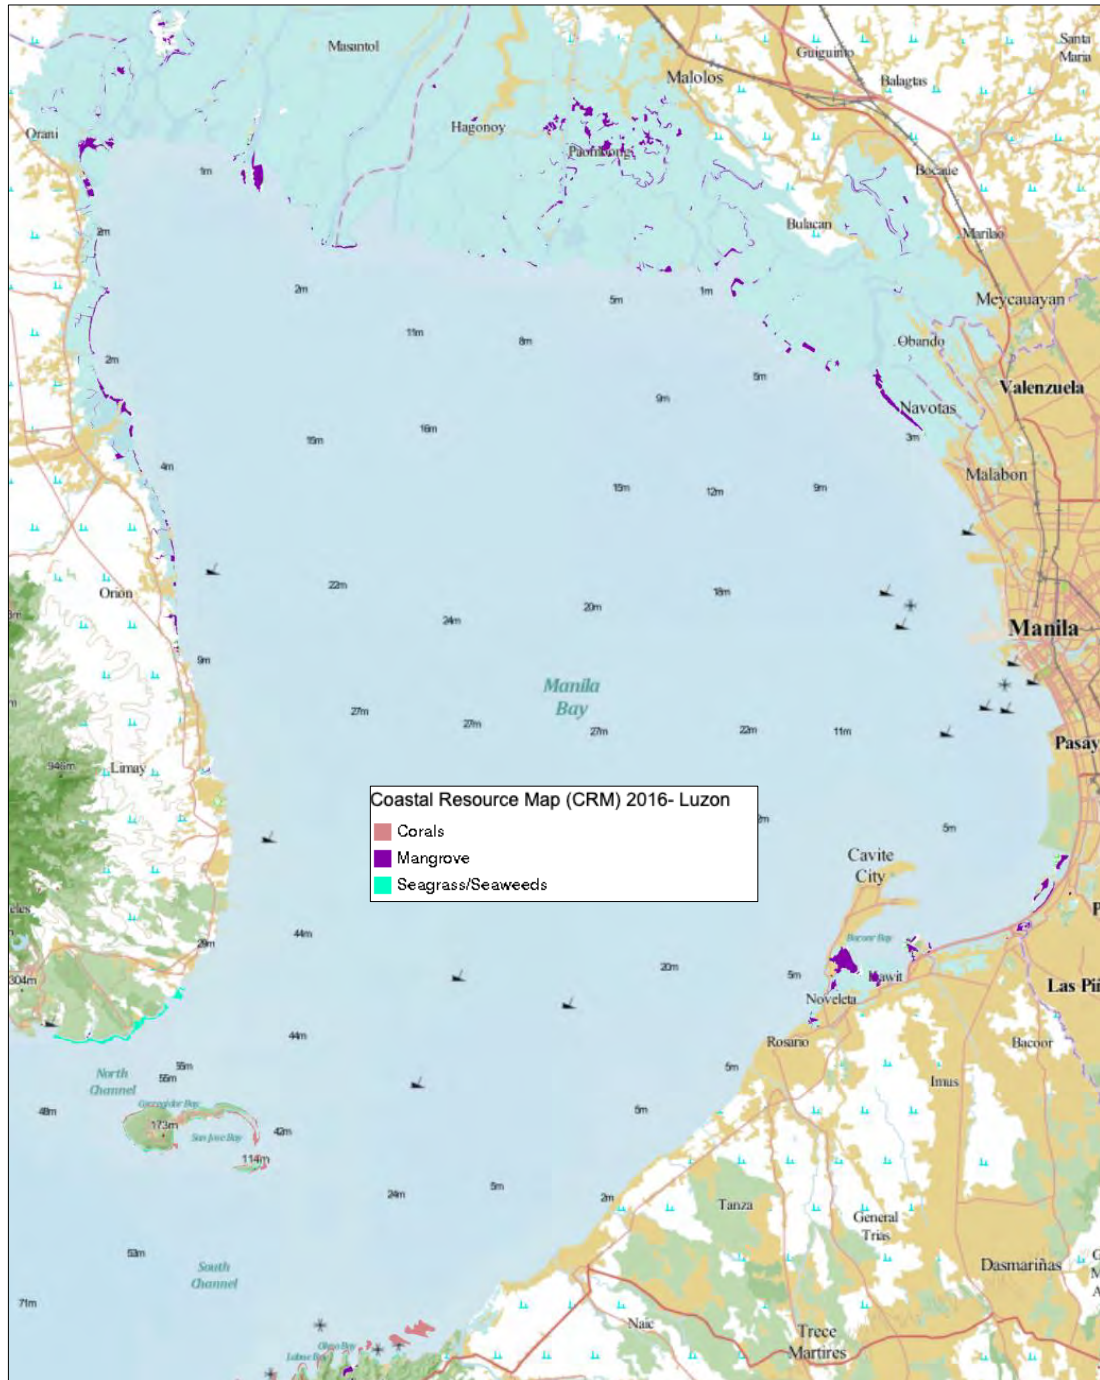 Masantol
Santa
Maria
Guiguinto
Malolos
Balagtas
Hagonoy
Orani
Paombong
1m
Bocaue
Bulacan
2m
Marilao
2m
5m
1m
Meycauayan
11m
8m
Obando
2m
5m
Valenzuela
9m
Navotas
15m
16m
3m
4m
Malabon
15m
12m
9m
22m
Orion
18m
20m
24m
Manila
9m
Manila
Bay
27m
27m
27m
22m
11m
Pasay
946m
Limay
Coastal Resource Map (CRM) 2016- Luzon
Corals
Mangrove
Seagrass/Seaweeds
5m
Cavite
City
Bacoor Bay
44m
29m
20m
5m
Kawit
304m
Las Piñ
Noveleta
44m
Rosario
Bacoor
55m
55m
North
Channel
5m
Imus
Corregidor Bay
48m
5m
173m
San Jose Bay
42m
114m
24m
5m
2m
Tanza
General
Trias
53m
South
Channel
Dasmariñas
71m
Naic
Trece
Martires
Limbones Bay